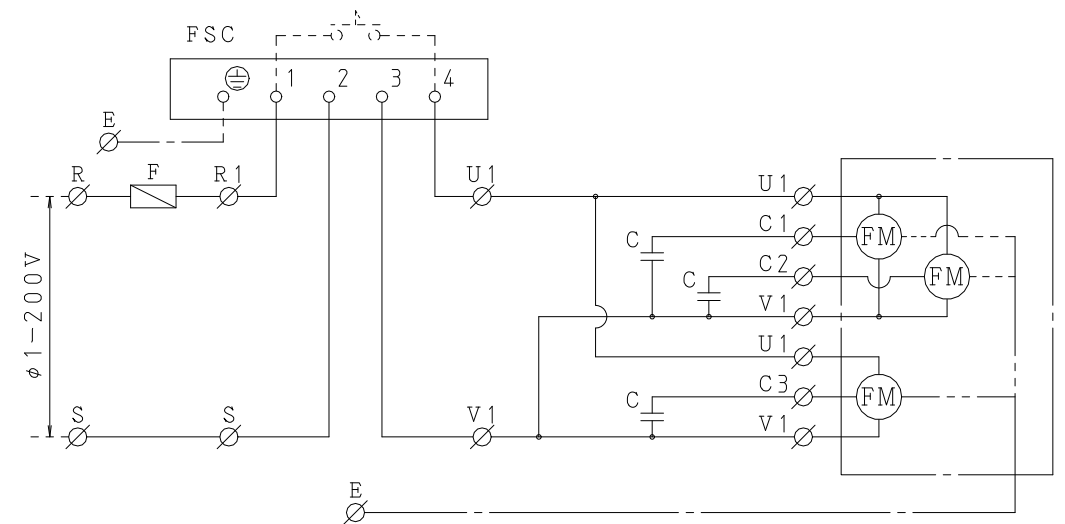 FSC
1 2 3 4
E
R F R1 U1 U1
C1
C FM
C2
C FM
V1
φ1-200V
U1
C3
C FM
S S V1 V1
E